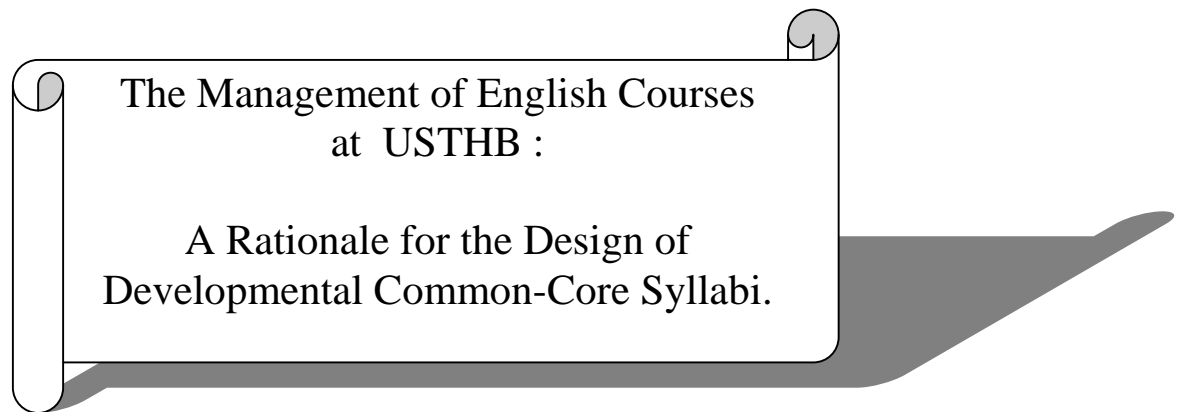 The Management of English Courses
at USTHB :
A Rationale for the Design of
Developmental Common-Core Syllabi.